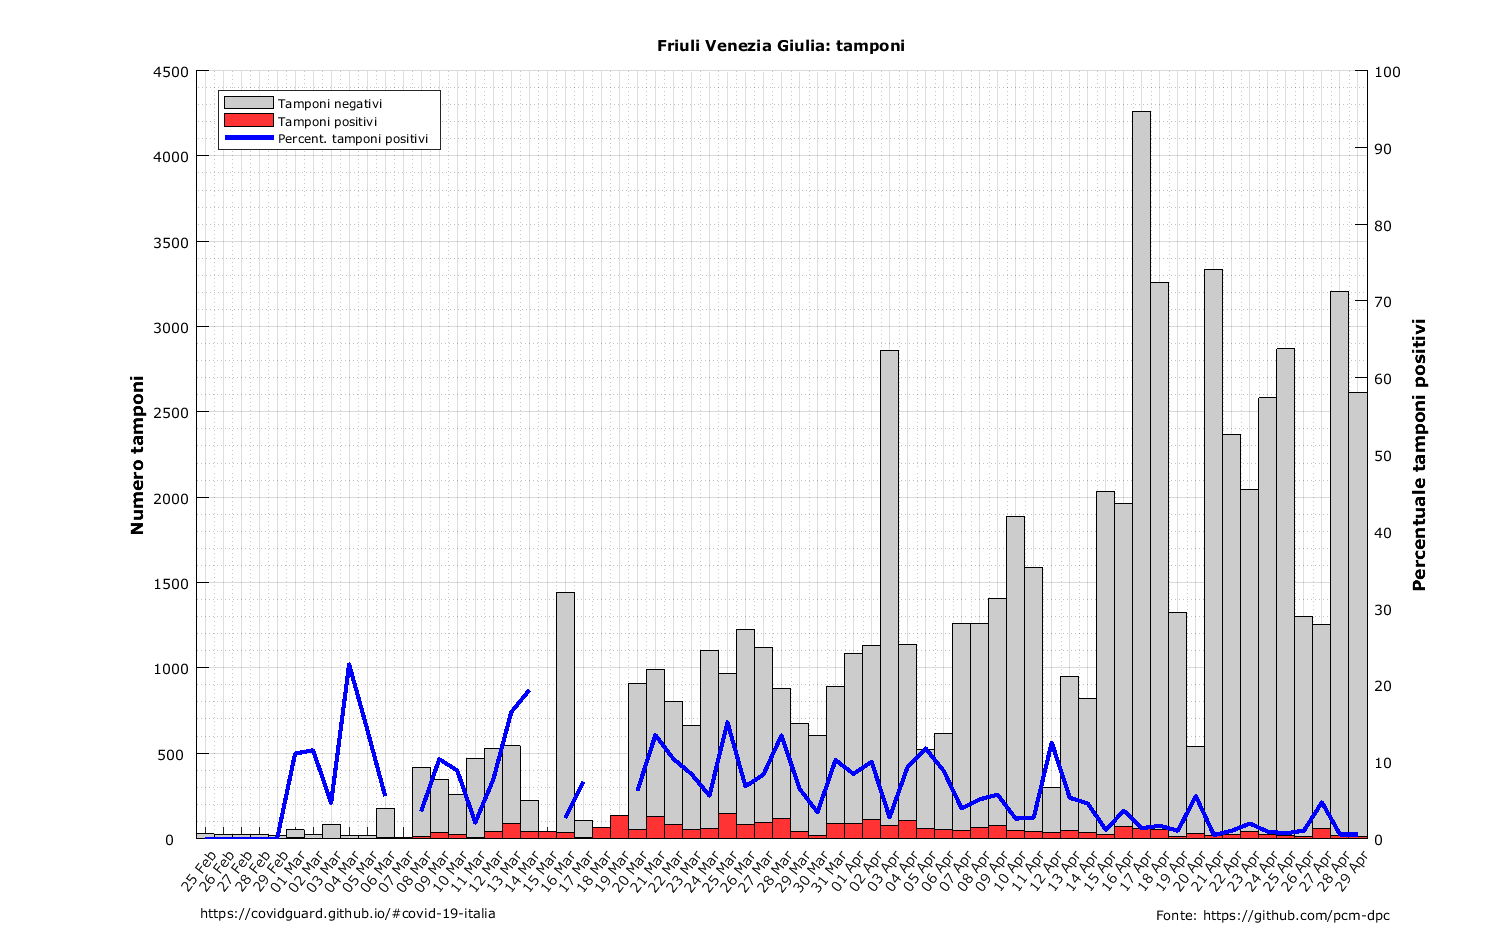 Friuli Venezia Giulia: tamponi
Tamponi negativi
Tamponi positivi
Percent. tamponi positivi
Numero tamponi
4500
4000
3500
3000
2500
2000
1500
1000
500
0
100
90
80
70
60
50
40
30
20
10
0
Percentuale tamponi positivi
25 Feb
26 Feb
27 Feb
28 Feb
29 Feb
01 Mar
02 Mar
03 Mar
04 Mar
05 Mar
06 Mar
07 Mar
08 Mar
09 Mar
10 Mar
11 Mar
12 Mar
13 Mar
14 Mar
15 Mar
16 Mar
17 Mar
18 Mar
19 Mar
20 Mar
21 Mar
22 Mar
23 Mar
24 Mar
25 Mar
26 Mar
27 Mar
28 Mar
29 Mar
30 Mar
31 Mar
01 Apr
02 Apr
03 Apr
04 Apr
05 Apr
06 Apr
07 Apr
08 Apr
09 Apr
10 Apr
11 Apr
12 Apr
13 Apr
14 Apr
15 Apr
16 Apr
17 Apr
18 Apr
19 Apr
20 Apr
21 Apr
22 Apr
23 Apr
24 Apr
25 Apr
26 Apr
27 Apr
28 Apr
29 Apr
https://covidguard.github.io/#covid-19-italia
Fonte: https://github.com/pcm-dpc